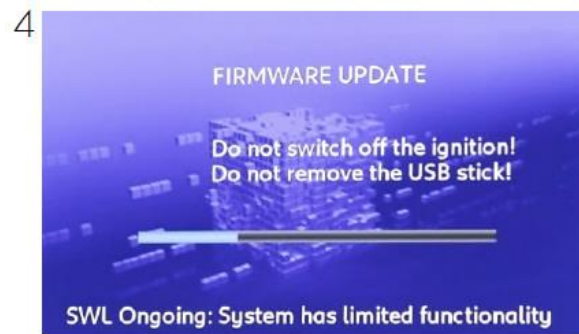 4
FIRMWARE UPDATE
Do not switch off the ignition!
Do not remove the USB stick!
SWL Ongoing: System has limited functionality